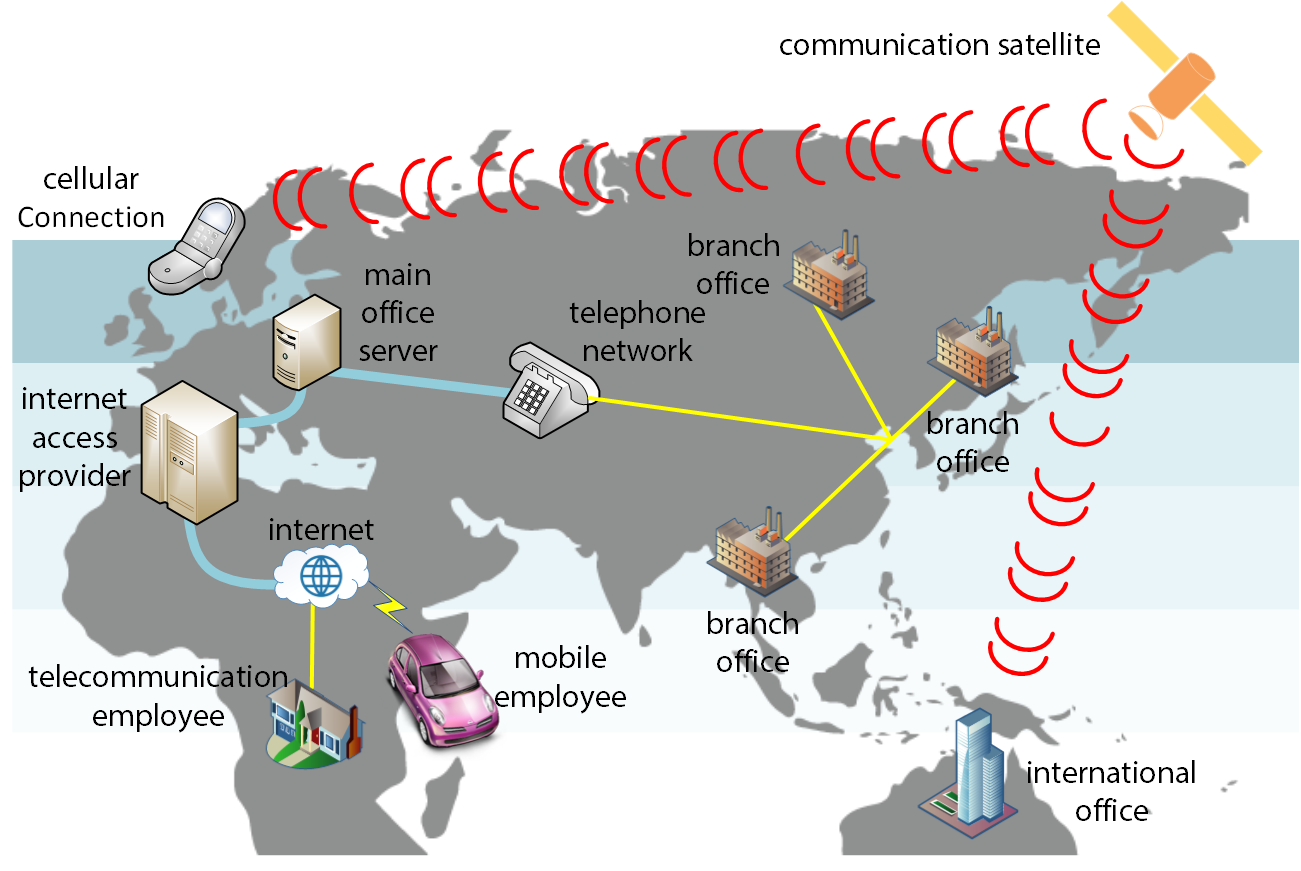 communication satellite
cellular
Connection
main
office
server
telephone
network
branch
office
branch
office
internet
access
provider
internet
branch
office
telecommunication
employee
mobile
employee
international
office